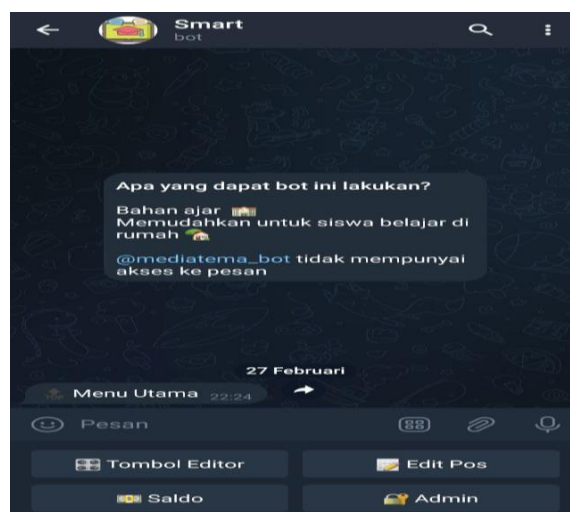 Smart
bot
Apa yang dapat bot ini lakukan?
Bahan ajar 🏫
Memudahkan untuk siswa belajar di
rumah 🏡
@mediatema_bot tidak mempunyai
akses ke pesan
27 Februari
🔝 Menu Utama 22:24
Pesan
🎛 Tombol Editor
📝 Edit Pos
💴 Saldo
🔐 Admin